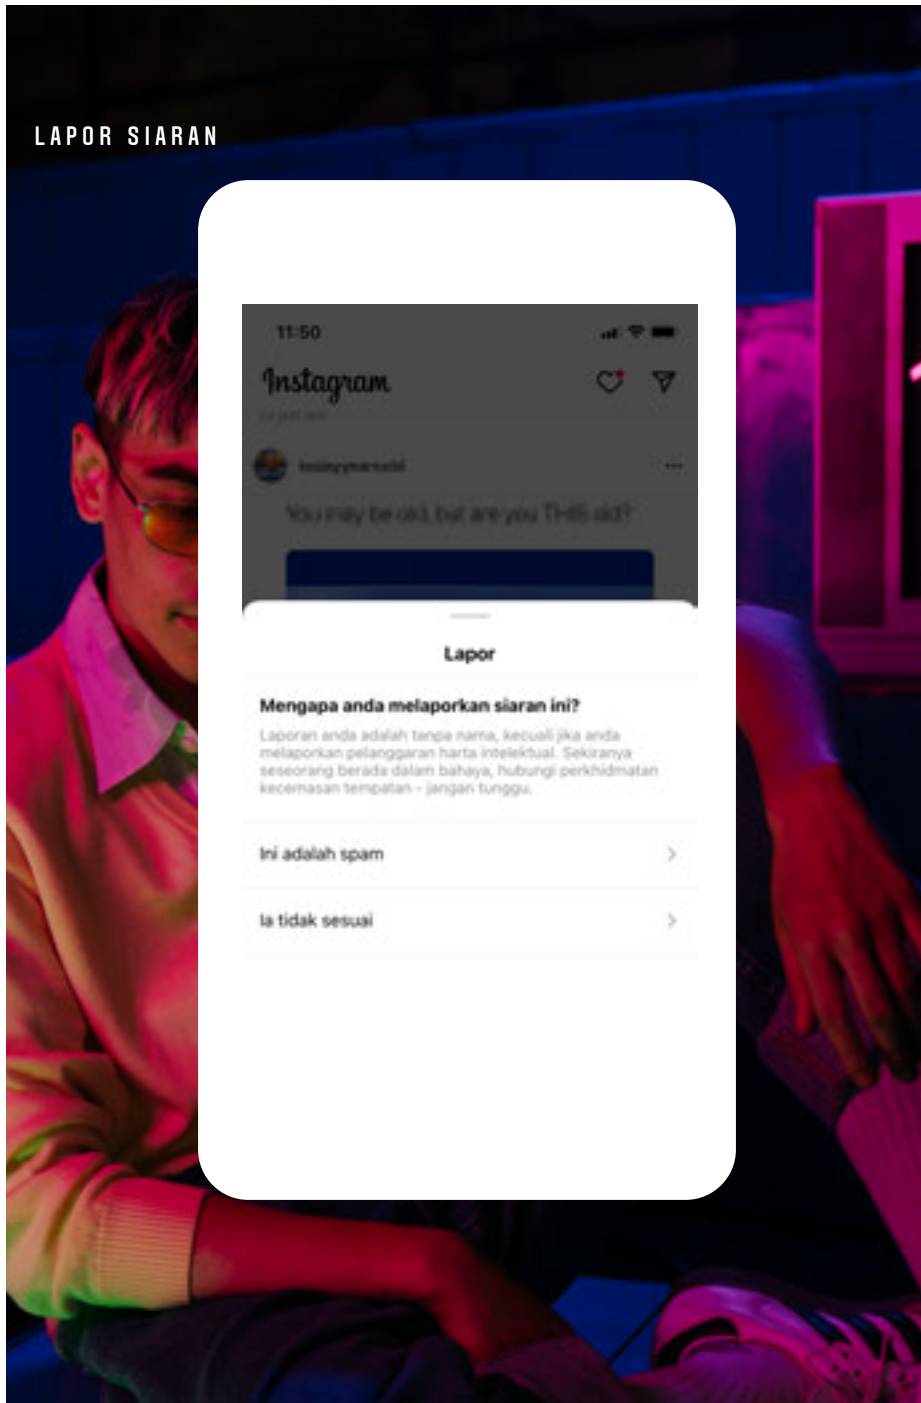 LAPOR SIARAN
11:50
Instagram
You may be old, but are you THIS old?
Lapor
Mengapa anda melaporkan siaran ini?
Laporan anda adalah tanpa nama, kecuali jika anda
melaporkan pelanggaran harta intelektual. Sekiranya
seseorang berada dalam bahaya, hubungi perkhidmatan
kecemasan tempatan - jangan tunggu.
Ini adalah spam
Ia tidak sesuai